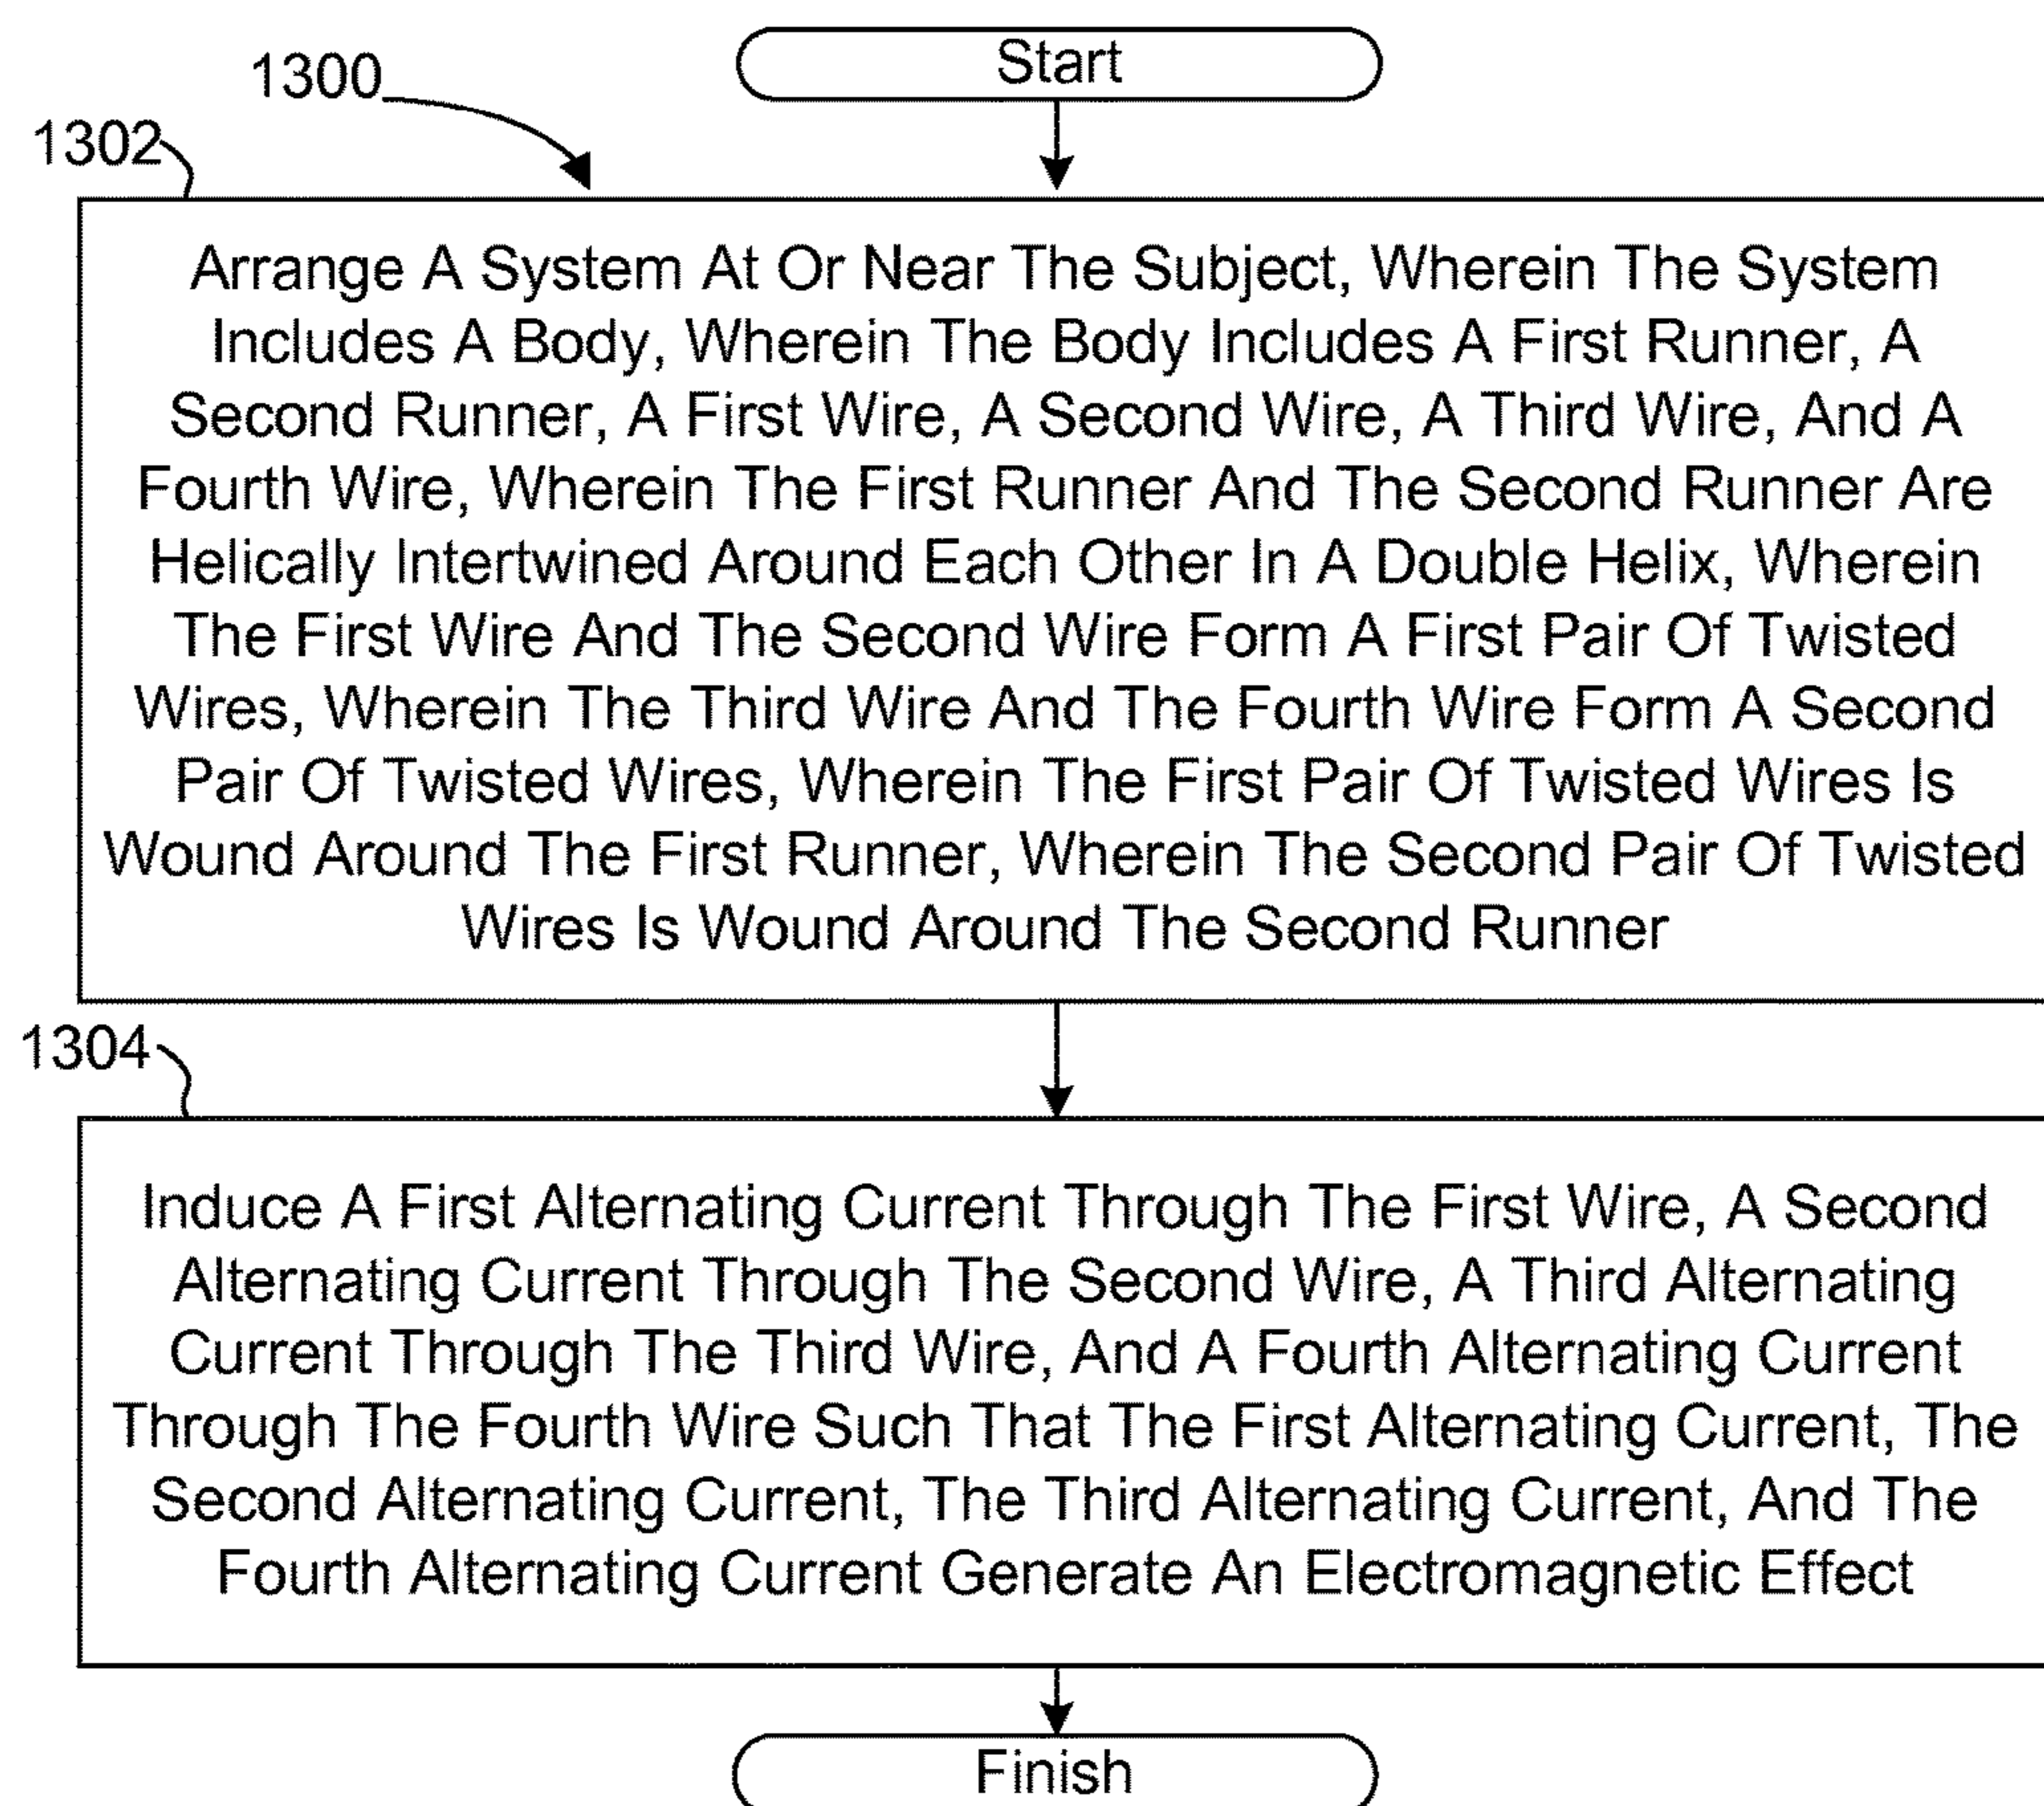 Start
1300
1302
Arrange A System At Or Near The Subject, Wherein The System
Includes A Body, Wherein The Body Includes A First Runner, A
Second Runner, A First Wire, A Second Wire, A Third Wire, And A
Fourth Wire, Wherein The First Runner And The Second Runner Are
Helically Intertwined Around Each Other In A Double Helix, Wherein
The First Wire And The Second Wire Form A First Pair Of Twisted
Wires, Wherein The Third Wire And The Fourth Wire Form A Second
Pair Of Twisted Wires, Wherein The First Pair Of Twisted Wires Is
Wound Around The First Runner, Wherein The Second Pair Of Twisted
Wires Is Wound Around The Second Runner
1304
Induce A First Alternating Current Through The First Wire, A Second
Alternating Current Through The Second Wire, A Third Alternating
Current Through The Third Wire, And A Fourth Alternating Current
Through The Fourth Wire Such That The First Alternating Current, The
Second Alternating Current, The Third Alternating Current, And The
Fourth Alternating Current Generate An Electromagnetic Effect
Finish